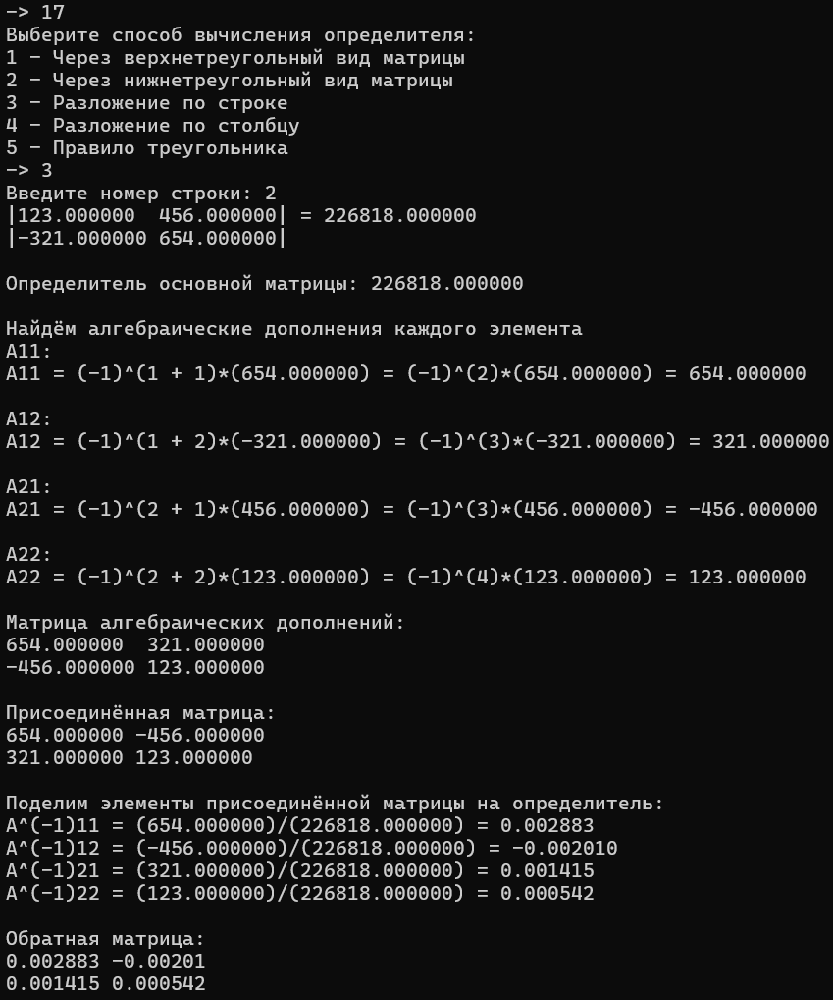 -> 17
Выберите способ вычисления определителя:
1 - Через верхнетреугольный вид матрицы
2 - Через нижнетреугольный вид матрицы
3 - Разложение по строке
4 - Разложение по столбцу
5 - Правило треугольника
-> 3
Введите номер строки: 2
|123.000000  456.000000| = 226818.000000
|-321.000000 654.000000|
Определитель основной матрицы: 226818.000000
Найдём алгебраические дополнения каждого элемента
A11:
A11 = (-1)^(1 + 1)*(654.000000) = (-1)^(2)*(654.000000) = 654.000000
A12:
A12 = (-1)^(1 + 2)*(-321.000000) = (-1)^(3)*(-321.000000) = 321.000000
A21:
A21 = (-1)^(2 + 1)*(456.000000) = (-1)^(3)*(456.000000) = -456.000000
A22:
A22 = (-1)^(2 + 2)*(123.000000) = (-1)^(4)*(123.000000) = 123.000000
Матрица алгебраических дополнений:
654.000000  321.000000
-456.000000 123.000000
Присоединённая матрица:
654.000000 -456.000000
321.000000 123.000000
Поделим элементы присоединённой матрицы на определитель:
A^(-1)11 = (654.000000)/(226818.000000) = 0.002883
A^(-1)12 = (-456.000000)/(226818.000000) = -0.002010
A^(-1)21 = (321.000000)/(226818.000000) = 0.001415
A^(-1)22 = (123.000000)/(226818.000000) = 0.000542
Обратная матрица:
0.002883 -0.00201
0.001415 0.000542